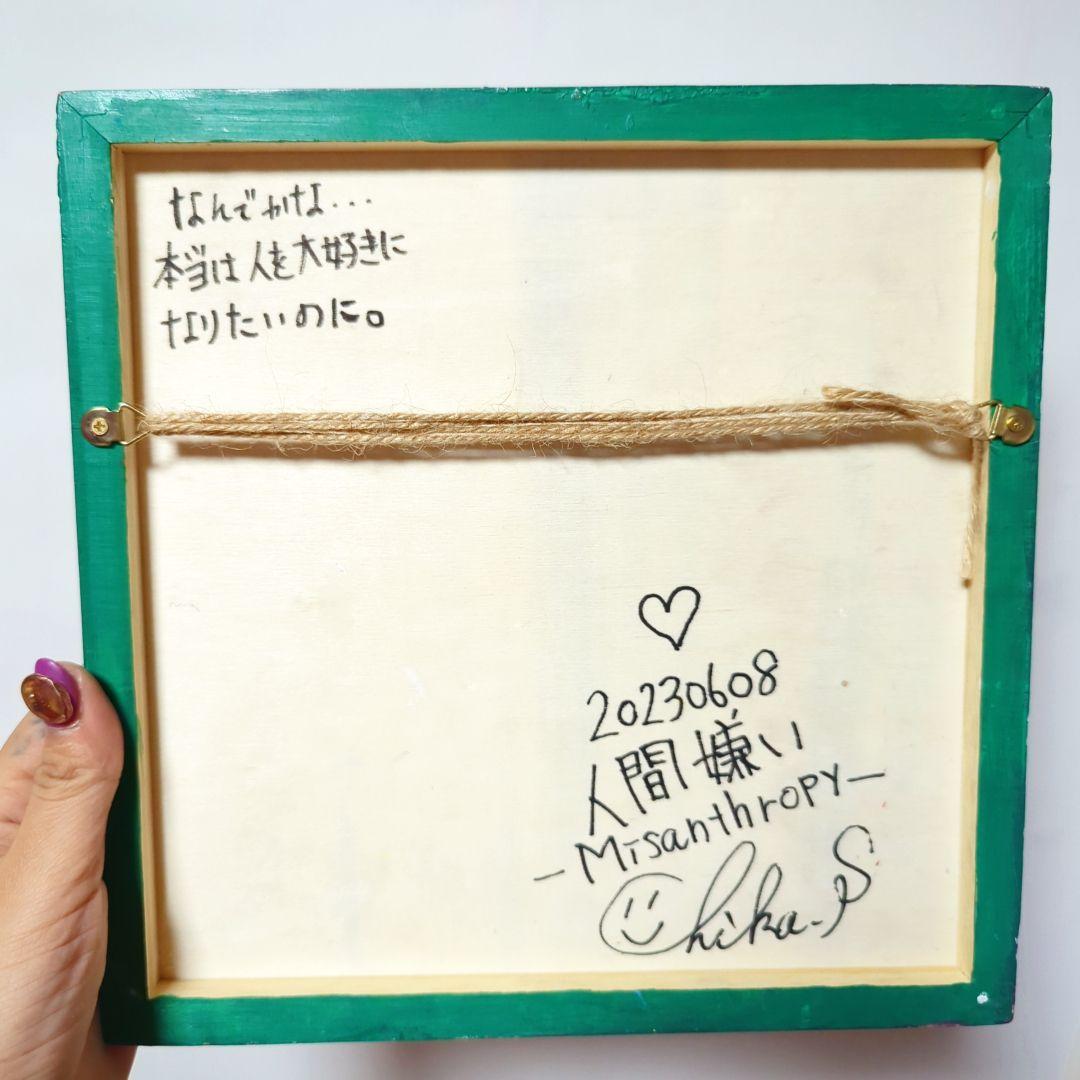 なんでかな...
本当は人を大好きに
なりたいのに。
20230608
人間嫌い
-Misanthropy-
Chika.S